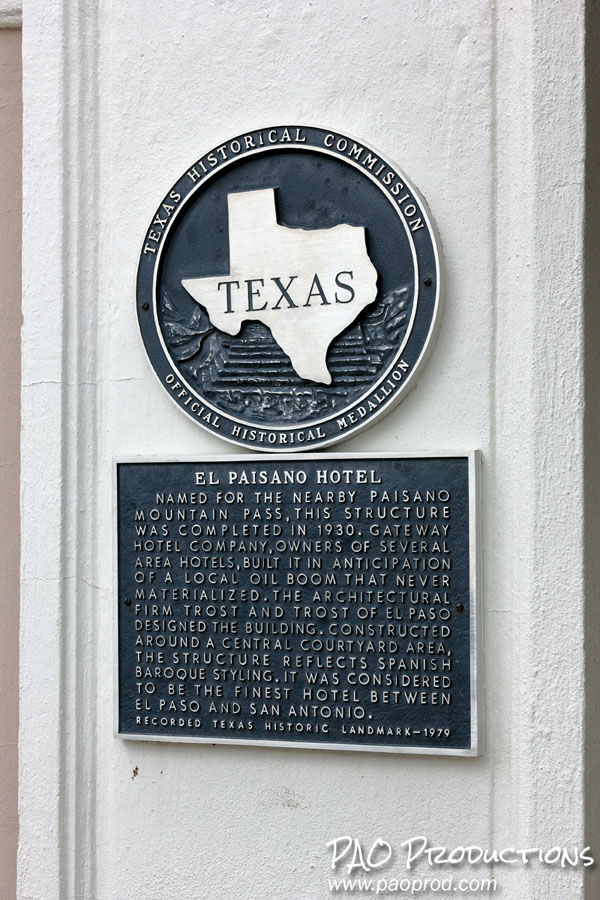 TEXAS HISTORICAL COMMISSION
TEXAS
OFFICIAL HISTORICAL MEDALLION
EL PAISANO HOTEL
NAMED FOR THE NEARBY PAISANO
MOUNTAIN PASS, THIS STRUCTURE
WAS COMPLETED IN 1930. GATEWAY
HOTEL COMPANY, OWNERS OF SEVERAL
AREA HOTELS, BUILT IT IN ANTICIPATION
OF A LOCAL OIL BOOM THAT NEVER
MATERIALIZED. THE ARCHITECTURAL
FIRM TROST AND TROST OF EL PASO
DESIGNED THE BUILDING. CONSTRUCTED
AROUND A CENTRAL COURTYARD AREA,
THE STRUCTURE REFLECTS SPANISH
BAROQUE STYLING. IT WAS CONSIDERED
TO BE THE FINEST HOTEL BETWEEN
EL PASO AND SAN ANTONIO.
RECORDED TEXAS HISTORIC LANDMARK-1979
PAO PRODUCTIONS
www.paoprod.com